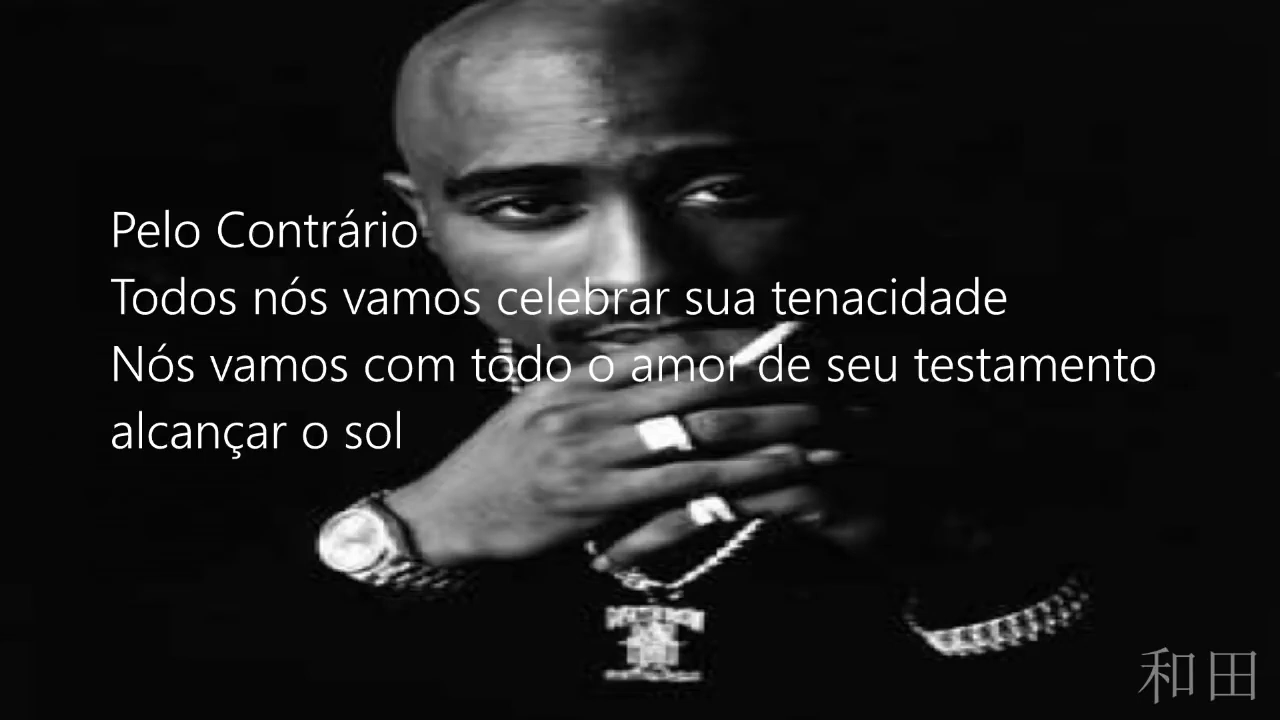 Pelo Contrário
Todos nós vamos celebrar sua tenacidade
Nós vamos com todo o amor de seu testamento
alcançar o sol
和田